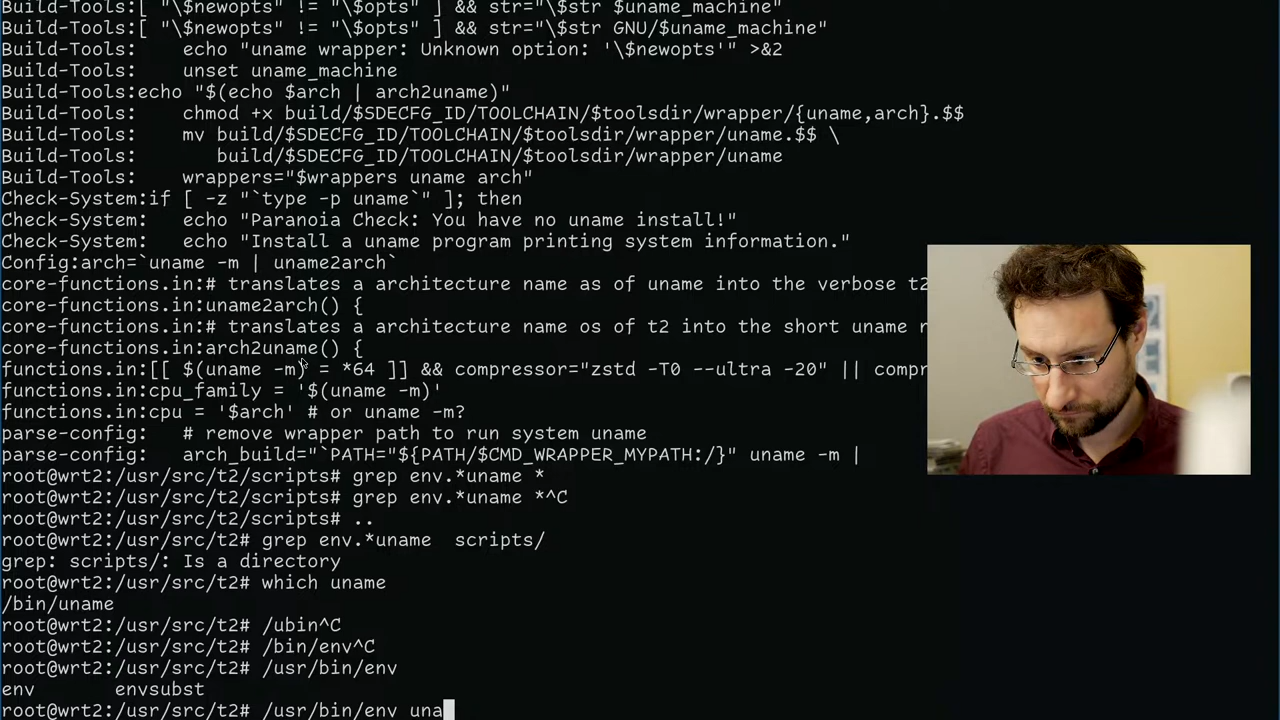 Build-Tools:[ "\$newopts" != "\$opts" ] && str="\$str $uname_machine"
Build-Tools:[ "\$newopts" != "\$opts" ] && str="\$str GNU/$uname_machine"
Build-Tools:   echo "uname wrapper: Unknown option: '\$newopts'" >&2
Build-Tools:   unset uname_machine
Build-Tools:echo "$(echo $arch | arch2uname)"
Build-Tools:   chmod +x build/$SDECFG_ID/TOOLCHAIN/$toolsdir/wrapper/{uname,arch}.$$
Build-Tools:   mv build/$SDECFG_ID/TOOLCHAIN/$toolsdir/wrapper/uname.$$ \
Build-Tools:      build/$SDECFG_ID/TOOLCHAIN/$toolsdir/wrapper/uname
Build-Tools:   wrappers="$wrappers uname arch"
Check-System:if [ -z "`type -p uname`" ]; then
Check-System:   echo "Paranoia Check: You have no uname install!"
Check-System:   echo "Install a uname program printing system information."
Config:arch=`uname -m | uname2arch`
core-functions.in:# translates a architecture name as of uname into the verbose t2
core-functions.in:uname2arch() {
core-functions.in:# translates a architecture name os of t2 into the short uname r
core-functions.in:arch2uname() {
functions.in:[[ $(uname -m) = *64 ]] && compressor="zstd -T0 --ultra -20" || compr
functions.in:cpu_family = '$(uname -m)'
functions.in:cpu = '$arch' # or uname -m?
parse-config:   # remove wrapper path to run system uname
parse-config:   arch_build="`PATH="${PATH/$CMD_WRAPPER_MYPATH:/}" uname -m |
root@wrt2:/usr/src/t2/scripts# grep env.*uname *
root@wrt2:/usr/src/t2/scripts# grep env.*uname *^C
root@wrt2:/usr/src/t2/scripts# ..
root@wrt2:/usr/src/t2# grep env.*uname  scripts/
grep: scripts/: Is a directory
root@wrt2:/usr/src/t2# which uname
/bin/uname
root@wrt2:/usr/src/t2# /ubin^C
root@wrt2:/usr/src/t2# /bin/env^C
root@wrt2:/usr/src/t2# /usr/bin/env
env       envsubst
root@wrt2:/usr/src/t2# /usr/bin/env una